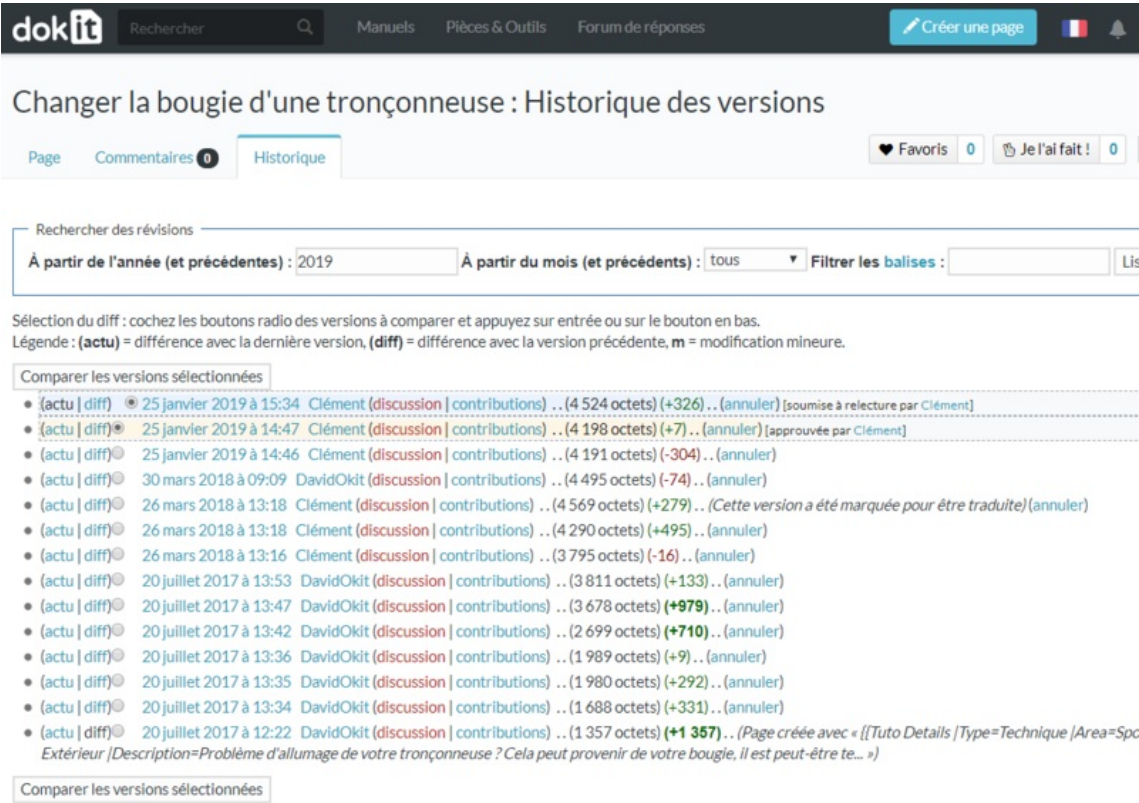 dokit Rechercher Manuels Pièces & Outils Forum de réponses Créer une page
Changer la bougie d'une tronçonneuse : Historique des versions
Page Commentaires 0 Historique Favoris 0 Je l'ai fait ! 0
Rechercher des révisions
À partir de l'année (et précédentes) : 2019 À partir du mois (et précédents) : tous Filtrer les balises : Lis
Sélection du diff : cochez les boutons radio des versions à comparer et appuyez sur entrée ou sur le bouton en bas.
Légende : (actu) = différence avec la dernière version, (diff) = différence avec la version précédente, m = modification mineure.
Comparer les versions sélectionnées
(actu | diff) 25 janvier 2019 à 15:34 Clément (discussion | contributions) . . (4 524 octets) (+326) . . (annuler) [soumise à relecture par Clément]
(actu | diff) 25 janvier 2019 à 14:47 Clément (discussion | contributions) . . (4 198 octets) (+7) . . (annuler) [approuvée par Clément]
(actu | diff) 25 janvier 2019 à 14:46 Clément (discussion | contributions) . . (4 191 octets) (-304) . . (annuler)
(actu | diff) 30 mars 2018 à 09:09 DavidOkit (discussion | contributions) . . (4 495 octets) (-74) . . (annuler)
(actu | diff) 26 mars 2018 à 13:18 Clément (discussion | contributions) . . (4 569 octets) (+279) . . (Cette version a été marquée pour être traduite) (annuler)
(actu | diff) 26 mars 2018 à 13:18 Clément (discussion | contributions) . . (4 290 octets) (+495) . . (annuler)
(actu | diff) 26 mars 2018 à 13:16 Clément (discussion | contributions) . . (3 795 octets) (-16) . . (annuler)
(actu | diff) 20 juillet 2017 à 13:53 DavidOkit (discussion | contributions) . . (3 811 octets) (+133) . . (annuler)
(actu | diff) 20 juillet 2017 à 13:47 DavidOkit (discussion | contributions) . . (3 678 octets) (+979) . . (annuler)
(actu | diff) 20 juillet 2017 à 13:42 DavidOkit (discussion | contributions) . . (2 699 octets) (+710) . . (annuler)
(actu | diff) 20 juillet 2017 à 13:36 DavidOkit (discussion | contributions) . . (1 989 octets) (+9) . . (annuler)
(actu | diff) 20 juillet 2017 à 13:35 DavidOkit (discussion | contributions) . . (1 980 octets) (+292) . . (annuler)
(actu | diff) 20 juillet 2017 à 13:34 DavidOkit (discussion | contributions) . . (1 688 octets) (+331) . . (annuler)
(actu | diff) 20 juillet 2017 à 12:22 DavidOkit (discussion | contributions) . . (1 357 octets) (+1 357) . . (Page créée avec « {{Tuto Details |Type=Technique |Area=Spo
Extérieur |Description=Problème d'allumage de votre tronçonneuse ? Cela peut provenir de votre bougie, il est peut-être te... »)
Comparer les versions sélectionnées